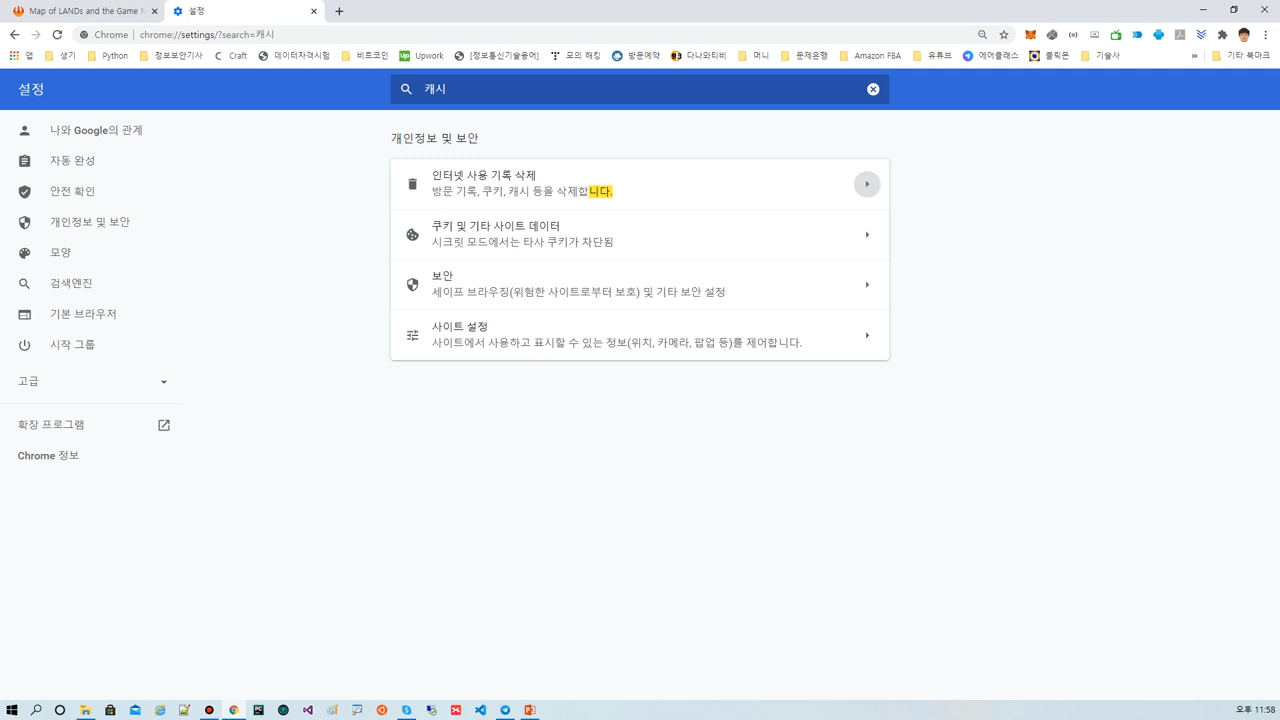 Map of LANDs and the Game M
설정
Chrome | chrome://settings/?search=캐시
앱
생기
Python
정보보안기사
Craft
데이터자격시험
비트코인
Upwork
[정보통신기술용어]
모의 해킹
방문예약
다나와티비
머니
문제은행
Amazon FBA
유튜브
에어클래스
클릭몬
기술사
»
기타 북마크
설정
캐시
나와 Google의 관계
자동 완성
안전 확인
개인정보 및 보안
모양
검색엔진
기본 브라우저
시작 그룹
고급
확장 프로그램
Chrome 정보
개인정보 및 보안
인터넷 사용 기록 삭제
방문 기록, 쿠키, 캐시 등을 삭제합니다.
쿠키 및 기타 사이트 데이터
시크릿 모드에서는 타사 쿠키가 차단됨
보안
세이프 브라우징(위험한 사이트로부터 보호) 및 기타 보안 설정
사이트 설정
사이트에서 사용하고 표시할 수 있는 정보(위치, 카메라, 팝업 등)를 제어합니다.
오후 11:58